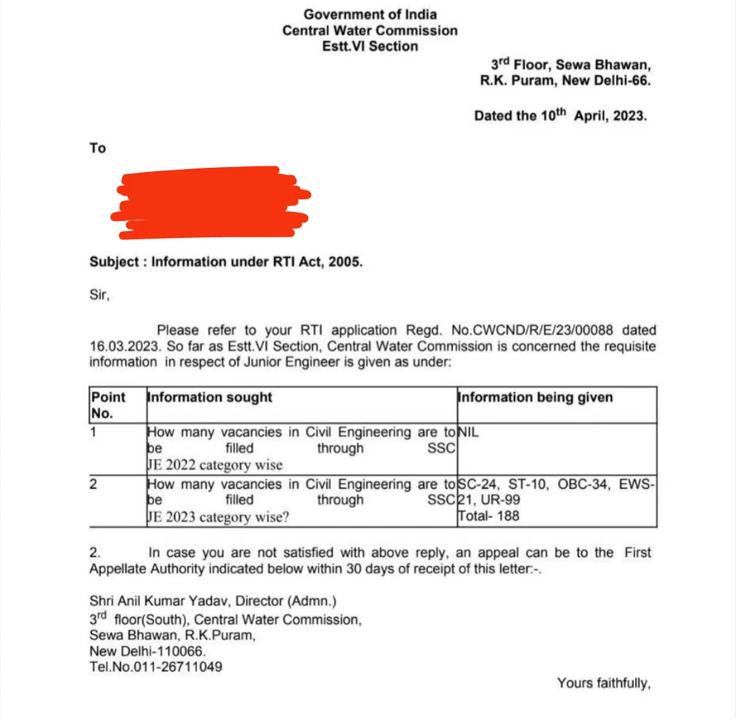 Government of India
Central Water Commission
Estt.VI Section
3rd Floor, Sewa Bhawan,
R.K. Puram, New Delhi-66.
Dated the 10th April, 2023.
To
Subject : Information under RTI Act, 2005.
Sir,
Please refer to your RTI application Regd. No.CWCND/R/E/23/00088 dated
16.03.2023. So far as Estt.VI Section, Central Water Commission is concerned the requisite
information in respect of Junior Engineer is given as under:
Point No. Information sought Information being given
1 How many vacancies in Civil Engineering are to NIL
be filled through SSC
JE 2022 category wise
2 How many vacancies in Civil Engineering are to SC-24, ST-10, OBC-34, EWS-
be filled through SSC 21, UR-99
JE 2023 category wise? Total- 188
2. In case you are not satisfied with above reply, an appeal can be to the First
Appellate Authority indicated below within 30 days of receipt of this letter:-.
Shri Anil Kumar Yadav, Director (Admn.)
3rd floor(South), Central Water Commission,
Sewa Bhawan, R.K.Puram,
New Delhi-110066.
Tel.No.011-26711049
Yours faithfully,